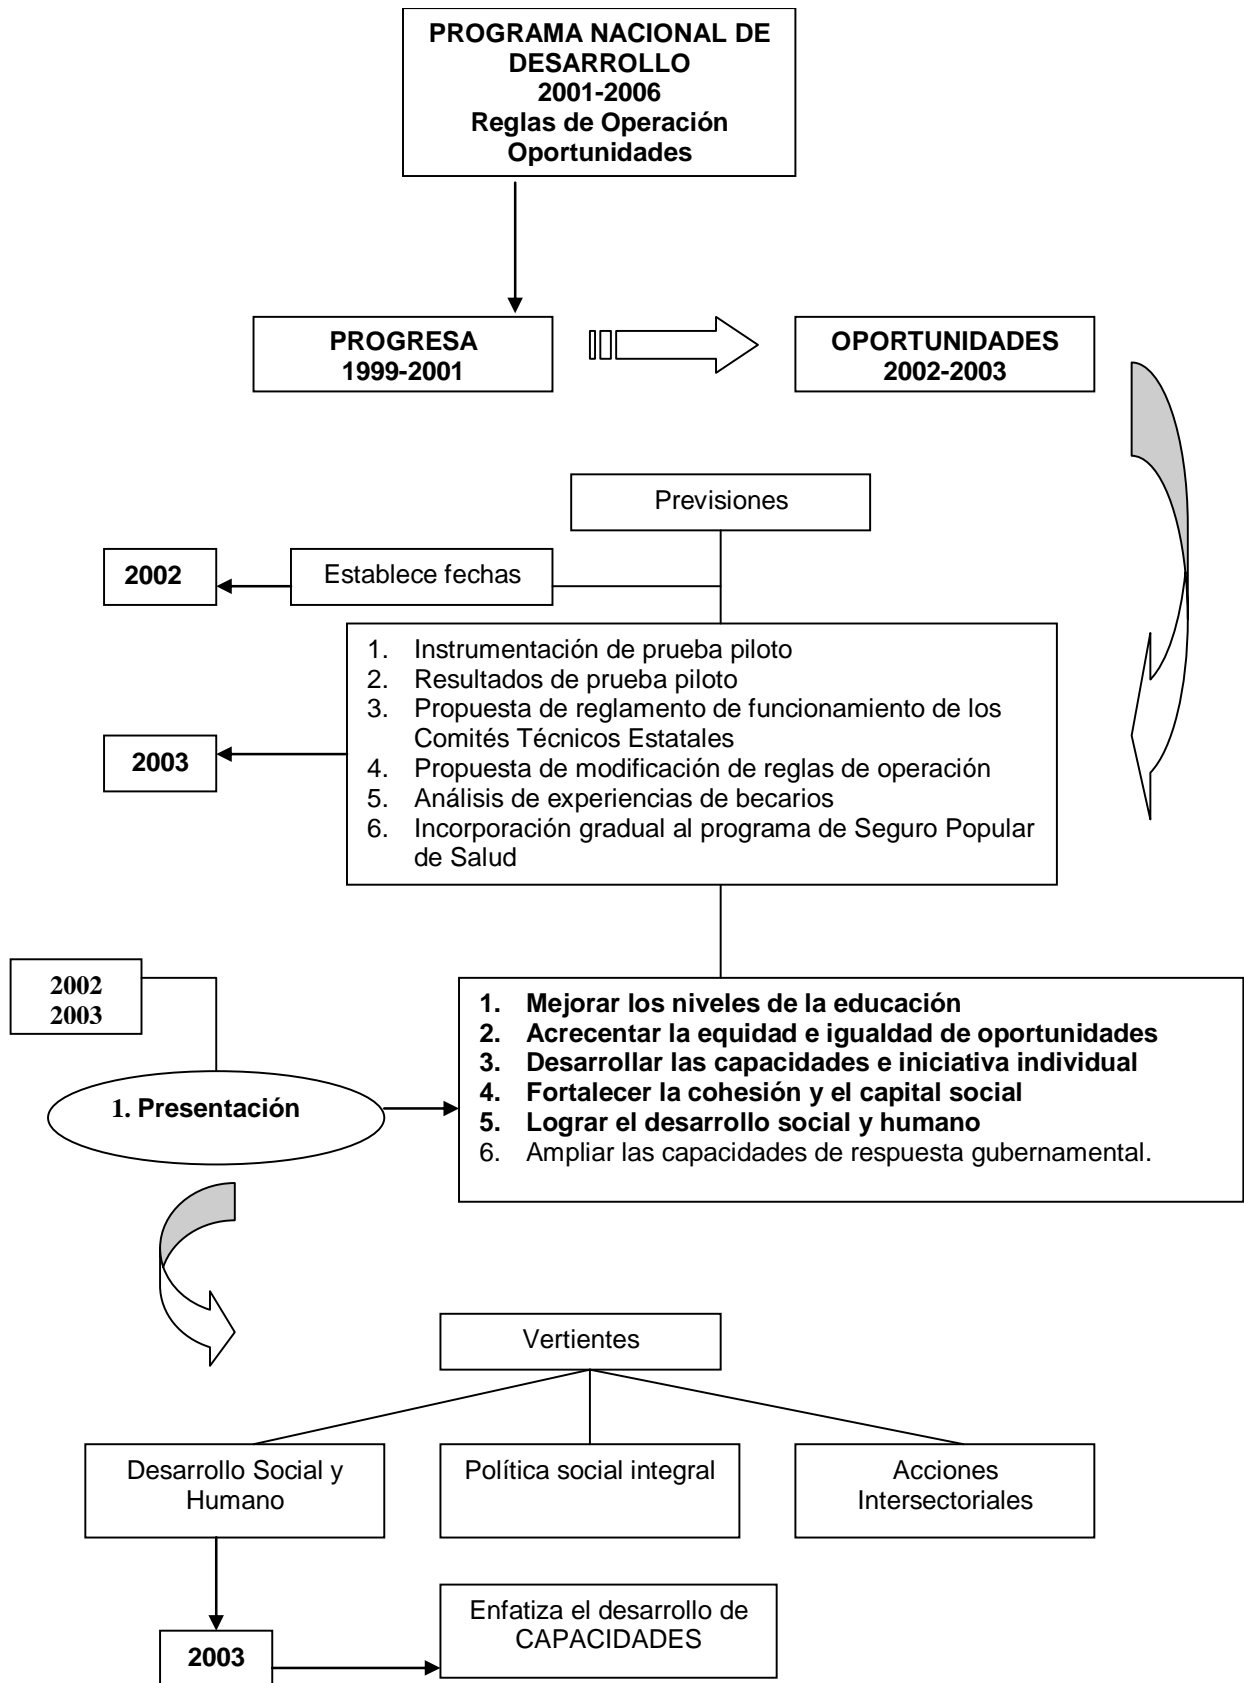 PROGRAMA NACIONAL DE
DESARROLLO
2001-2006
Reglas de Operación
Oportunidades
PROGRESA
1999-2001
OPORTUNIDADES
2002-2003
Previsiones
2002
Establece fechas
1. Instrumentación de prueba piloto
2. Resultados de prueba piloto
3. Propuesta de reglamento de funcionamiento de los
Comités Técnicos Estatales
4. Propuesta de modificación de reglas de operación
5. Análisis de experiencias de becarios
6. Incorporación gradual al programa de Seguro Popular
de Salud
2003
2002
2003
1. Presentación
1. Mejorar los niveles de la educación
2. Acrecentar la equidad e igualdad de oportunidades
3. Desarrollar las capacidades e iniciativa individual
4. Fortalecer la cohesión y el capital social
5. Lograr el desarrollo social y humano
6. Ampliar las capacidades de respuesta gubernamental.
Vertientes
Desarrollo Social y
Humano
Política social integral
Acciones
Intersectoriales
2003
Enfatiza el desarrollo de
CAPACIDADES